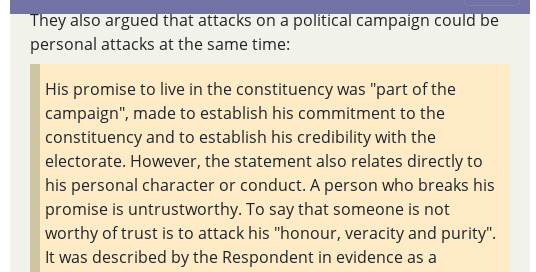 They also argued that attacks on a political campaign could be
personal attacks at the same time:
His promise to live in the constituency was "part of the
campaign", made to establish his commitment to the
constituency and to establish his credibility with the
electorate. However, the statement also relates directly to
his personal character or conduct. A person who breaks his
promise is untrustworthy. To say that someone is not
worthy of trust is to attack his "honour, veracity and purity".
It was described by the Respondent in evidence as a